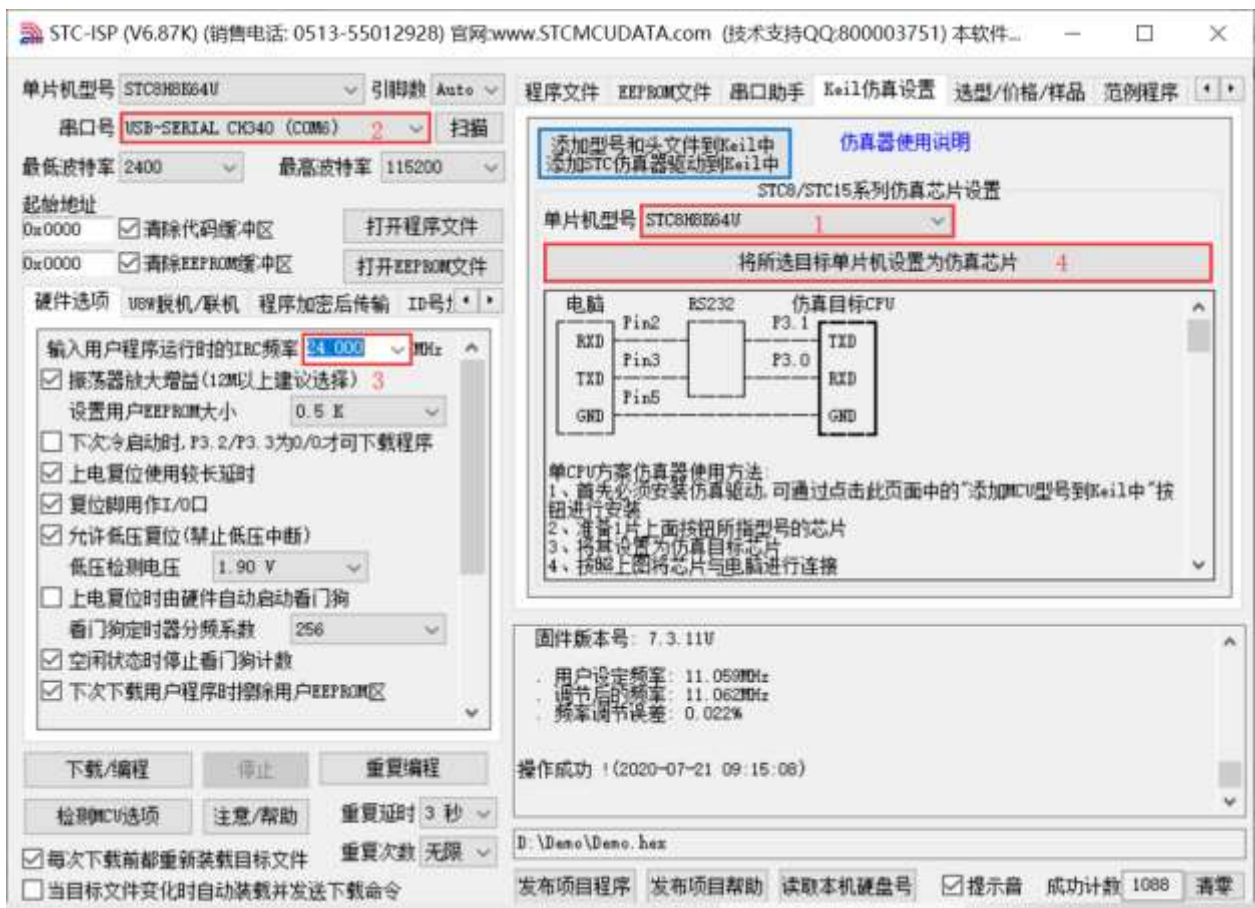 STC-ISP (V6.87K) (销售电话: 0513-55012928) 官网:www.STCMCUDATA.com (技术支持QQ:800003751) 本软件...
单片机型号 STC8H8K64U 引脚数 Auto
串口号 USB-SERIAL CH340 (COM6) 2 扫描
最低波特率 2400 最高波特率 115200
起始地址
0x0000 清除代码缓冲区 打开程序文件
0x0000 清除EEPROM缓冲区 打开EEPROM文件
硬件选项 U8W脱机/联机 程序加密后传输 ID号
输入用户程序运行时的IRC频率 24.000 MHz
振荡器放大增益(12M以上建议选择) 3
设置用户EEPROM大小 0.5 K
下次冷启动时,P3.2/P3.3为0/0才可下载程序
上电复位使用较长延时
复位脚用作I/O口
允许低压复位(禁止低压中断)
低压检测电压 1.90 V
上电复位时由硬件自动启动看门狗
看门狗定时器分频系数 256
空闲状态时停止看门狗计数
下次下载用户程序时擦除用户EEPROM区
下载/编程 停止 重复编程
检测MCU选项 注意/帮助 重复延时 3 秒
每次下载前都重新装载目标文件 重复次数 无限
当目标文件变化时自动装载并发送下载命令
程序文件 EEPROM文件 串口助手 Keil仿真设置 选型/价格/样品 范例程序
添加型号和头文件到Keil中
添加STC仿真器驱动到Keil中
仿真器使用说明
STC8/STC15系列仿真芯片设置
单片机型号 STC8H8K64U 1
将所选目标单片机设置为仿真芯片 4
电脑 RS232 仿真目标CPU
Pin2 P3.1
RXD TXD
Pin3 P3.0
TXD RXD
Pin5
GND GND
单CPU方案仿真器使用方法:
1、首先必须安装仿真驱动,可通过点击此页面中的"添加MCU型号到Keil中"按
钮进行安装
2、准备1片上面按钮所指型号的芯片
3、将其设置为仿真目标芯片
4、按照上图将芯片与电脑进行连接
固件版本号: 7.3.11U
. 用户设定频率: 11.059MHz
. 调节后的频率: 11.062MHz
. 频率调节误差: 0.022%
操作成功 !(2020-07-21 09:15:08)
D:\Demo\Demo.hex
发布项目程序 发布项目帮助 读取本机硬盘号 提示音 成功计数 1088 清零